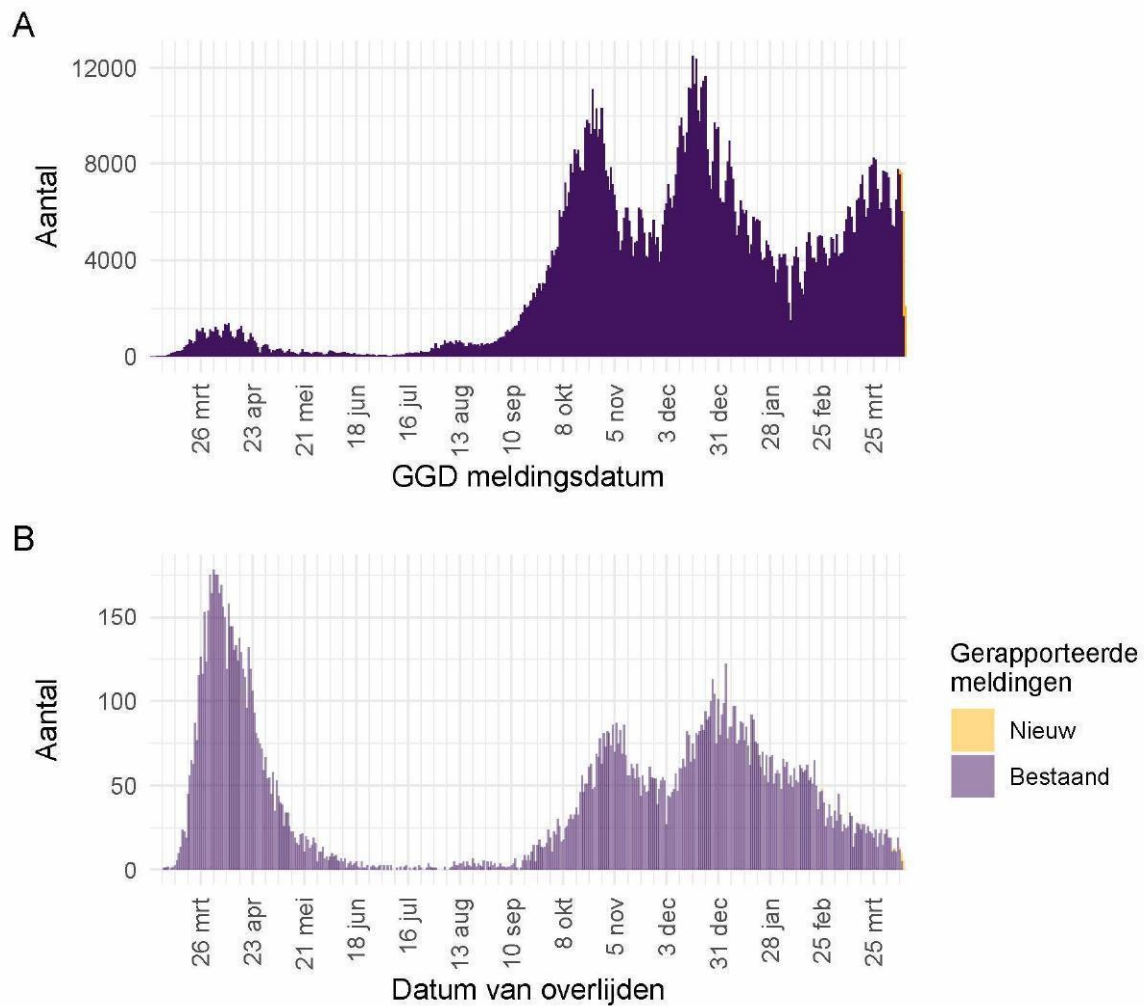 A
12000
8000
4000
0
Aantal
26 mrt
23 apr
21 mei
18 jun
16 jul
13 aug
10 sep
8 okt
5 nov
3 dec
31 dec
28 jan
25 feb
25 mrt
GGD meldingsdatum
B
150
100
50
0
Aantal
26 mrt
23 apr
21 mei
18 jun
16 jul
13 aug
10 sep
8 okt
5 nov
3 dec
31 dec
28 jan
25 feb
25 mrt
Datum van overlijden
Gerapporteerde
meldingen
Nieuw
Bestaand